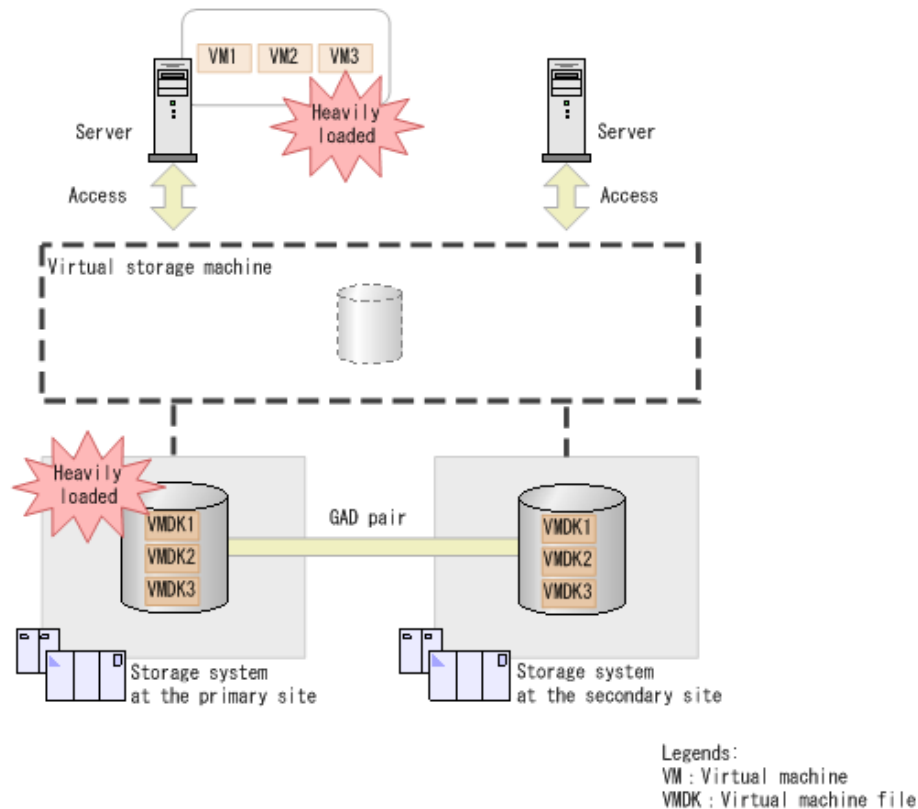 VM1 VM2 VM3
Heavily
loaded
Server
Server
Access
Access
Virtual storage machine
Heavily
loaded
GAD pair
VMDK1
VMDK2
VMDK3
VMDK1
VMDK2
VMDK3
Storage system
at the primary site
Storage system
at the secondary site
Legends:
VM : Virtual machine
VMDK : Virtual machine file